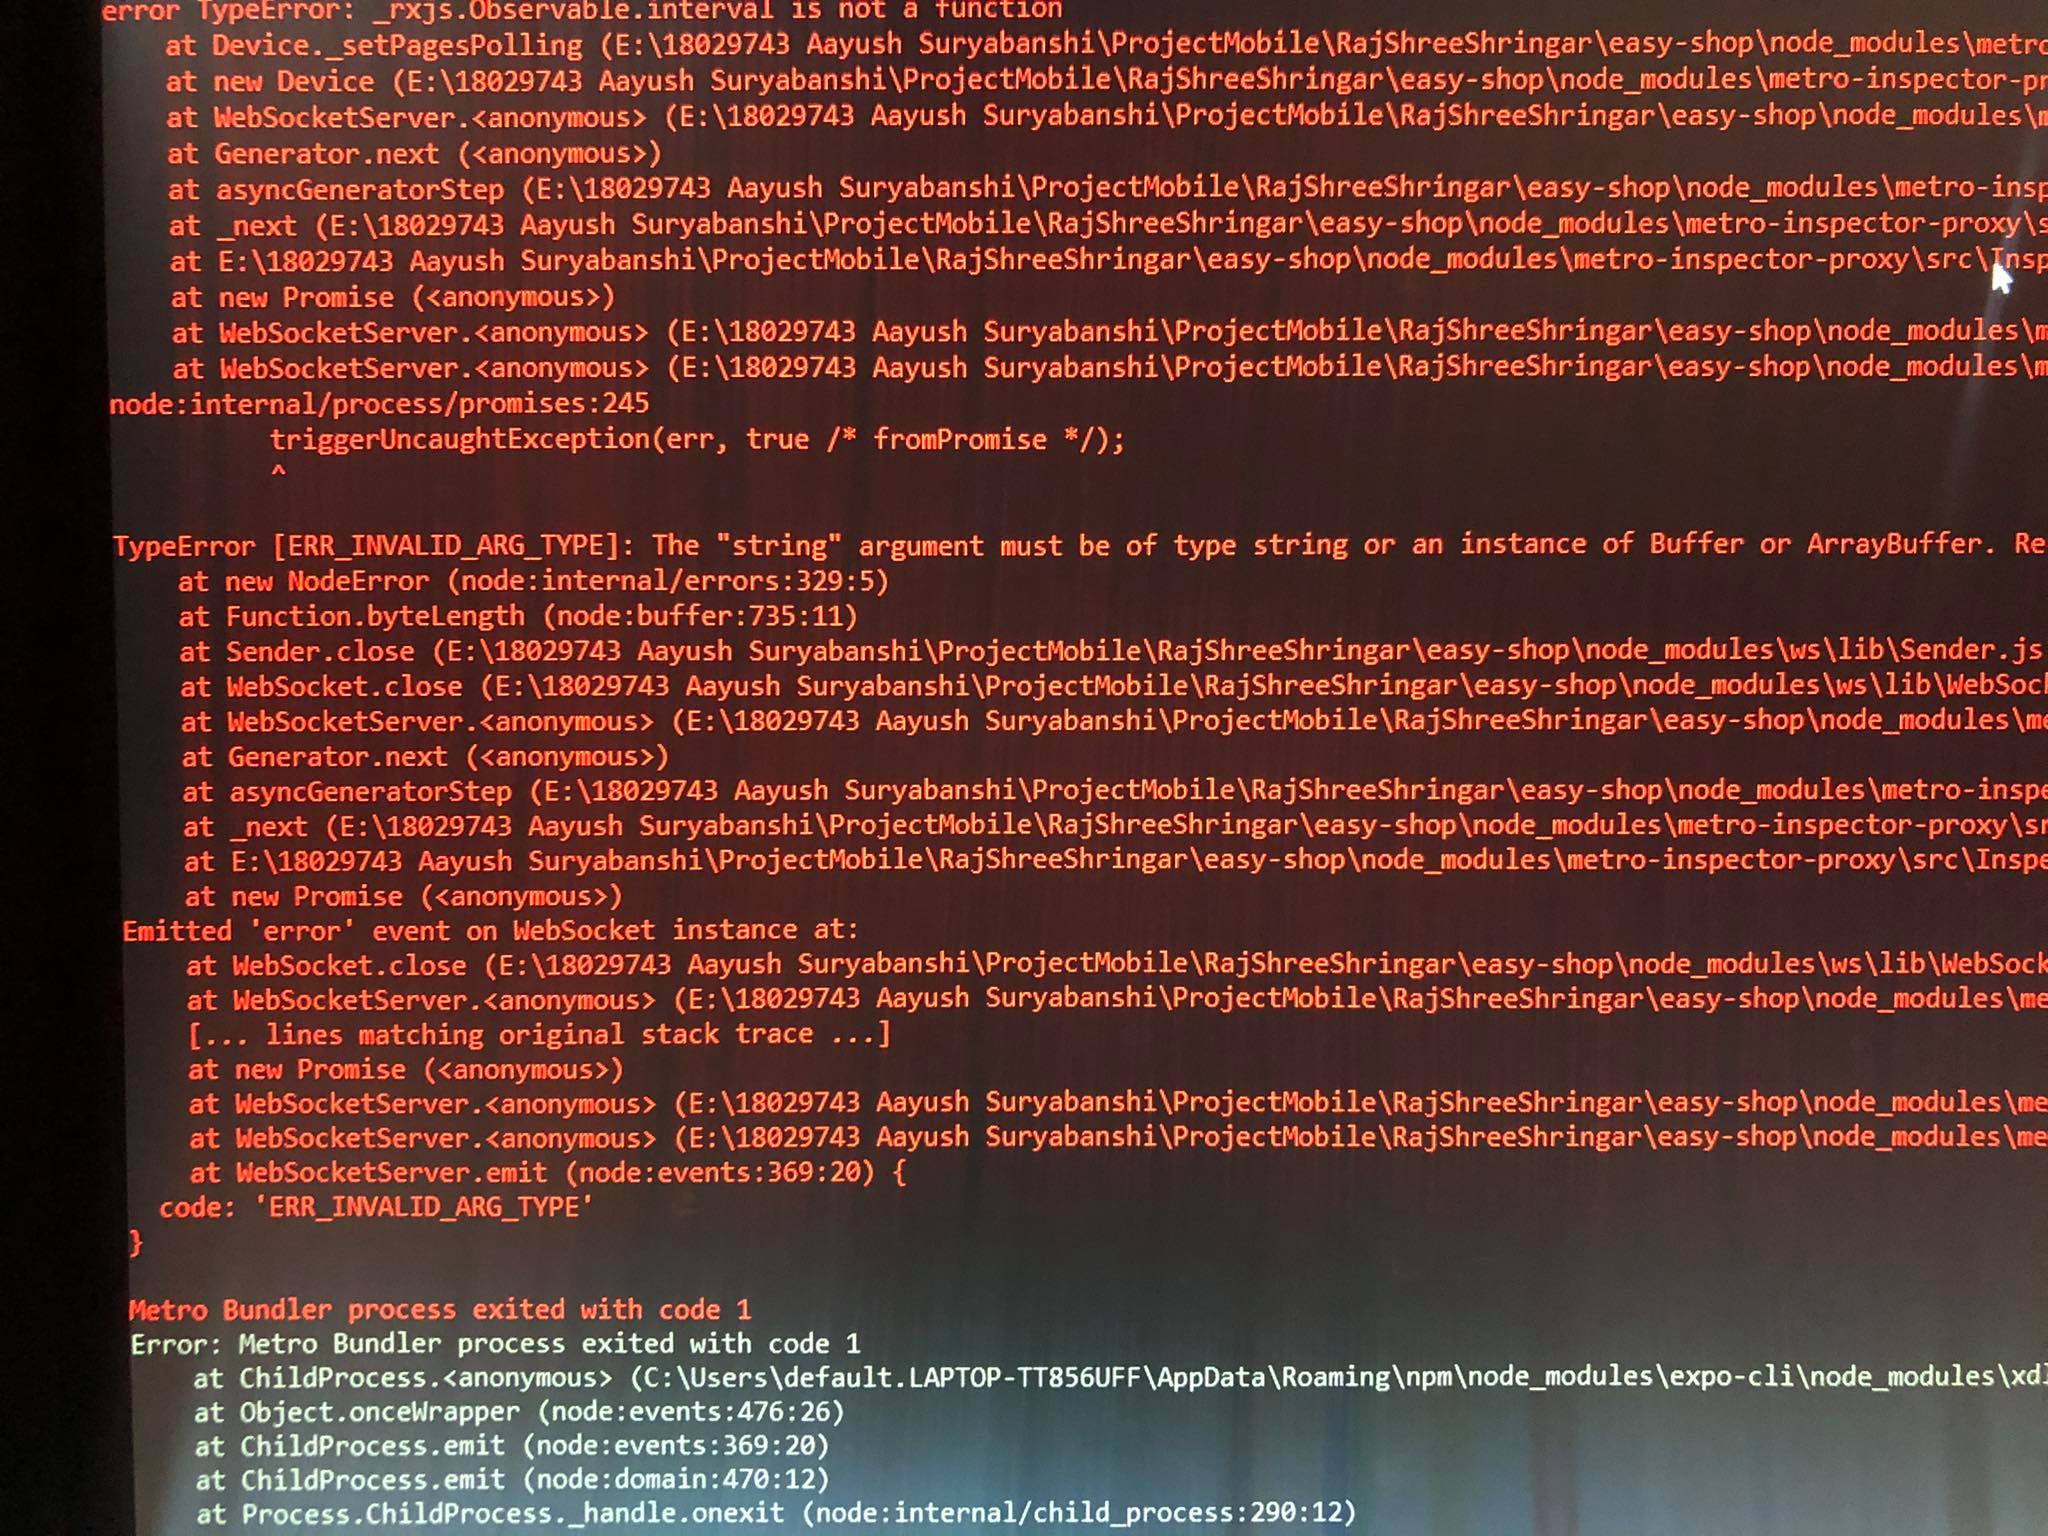 error TypeError: _rxjs.Observable.interval is not a function
at Device._setPagesPolling (E:\18029743 Aayush Suryabanshi\ProjectMobile\RajShreeShringar\easy-shop\node_modules\metro
at new Device (E:\18029743 Aayush Suryabanshi\ProjectMobile\RajShreeShringar\easy-shop\node_modules\metro-inspector-pr
at WebSocketServer.<anonymous> (E:\18029743 Aayush Suryabanshi\ProjectMobile\RajShreeShringar\easy-shop\node_modules\m
at Generator.next (<anonymous>)
at asyncGeneratorStep (E:\18029743 Aayush Suryabanshi\ProjectMobile\RajShreeShringar\easy-shop\node_modules\metro-insp
at _next (E:\18029743 Aayush Suryabanshi\ProjectMobile\RajShreeShringar\easy-shop\node_modules\metro-inspector-proxy\s
at E:\18029743 Aayush Suryabanshi\ProjectMobile\RajShreeShringar\easy-shop\node_modules\metro-inspector-proxy\src\Insp
at new Promise (<anonymous>)
at WebSocketServer.<anonymous> (E:\18029743 Aayush Suryabanshi\ProjectMobile\RajShreeShringar\easy-shop\node_modules\m
at WebSocketServer.<anonymous> (E:\18029743 Aayush Suryabanshi\ProjectMobile\RajShreeShringar\easy-shop\node_modules\m
node:internal/process/promises:245
triggerUncaughtException(err, true /* fromPromise */);
^
TypeError [ERR_INVALID_ARG_TYPE]: The "string" argument must be of type string or an instance of Buffer or ArrayBuffer. Re
at new NodeError (node:internal/errors:329:5)
at Function.byteLength (node:buffer:735:11)
at Sender.close (E:\18029743 Aayush Suryabanshi\ProjectMobile\RajShreeShringar\easy-shop\node_modules\ws\lib\Sender.js
at WebSocket.close (E:\18029743 Aayush Suryabanshi\ProjectMobile\RajShreeShringar\easy-shop\node_modules\ws\lib\WebSock
at WebSocketServer.<anonymous> (E:\18029743 Aayush Suryabanshi\ProjectMobile\RajShreeShringar\easy-shop\node_modules\me
at Generator.next (<anonymous>)
at asyncGeneratorStep (E:\18029743 Aayush Suryabanshi\ProjectMobile\RajShreeShringar\easy-shop\node_modules\metro-inspe
at _next (E:\18029743 Aayush Suryabanshi\ProjectMobile\RajShreeShringar\easy-shop\node_modules\metro-inspector-proxy\sr
at E:\18029743 Aayush Suryabanshi\ProjectMobile\RajShreeShringar\easy-shop\node_modules\metro-inspector-proxy\src\Inspe
at new Promise (<anonymous>)
Emitted 'error' event on WebSocket instance at:
at WebSocket.close (E:\18029743 Aayush Suryabanshi\ProjectMobile\RajShreeShringar\easy-shop\node_modules\ws\lib\WebSock
at WebSocketServer.<anonymous> (E:\18029743 Aayush Suryabanshi\ProjectMobile\RajShreeShringar\easy-shop\node_modules\me
[... lines matching original stack trace ...]
at new Promise (<anonymous>)
at WebSocketServer.<anonymous> (E:\18029743 Aayush Suryabanshi\ProjectMobile\RajShreeShringar\easy-shop\node_modules\me
at WebSocketServer.<anonymous> (E:\18029743 Aayush Suryabanshi\ProjectMobile\RajShreeShringar\easy-shop\node_modules\me
at WebSocketServer.emit (node:events:369:20) {
code: 'ERR_INVALID_ARG_TYPE'
}
Metro Bundler process exited with code 1
Error: Metro Bundler process exited with code 1
at ChildProcess.<anonymous> (C:\Users\default.LAPTOP-TT856UFF\AppData\Roaming\npm\node_modules\expo-cli\node_modules\xdl
at Object.onceWrapper (node:events:476:26)
at ChildProcess.emit (node:events:369:20)
at ChildProcess.emit (node:domain:470:12)
at Process.ChildProcess._handle.onexit (node:internal/child_process:290:12)